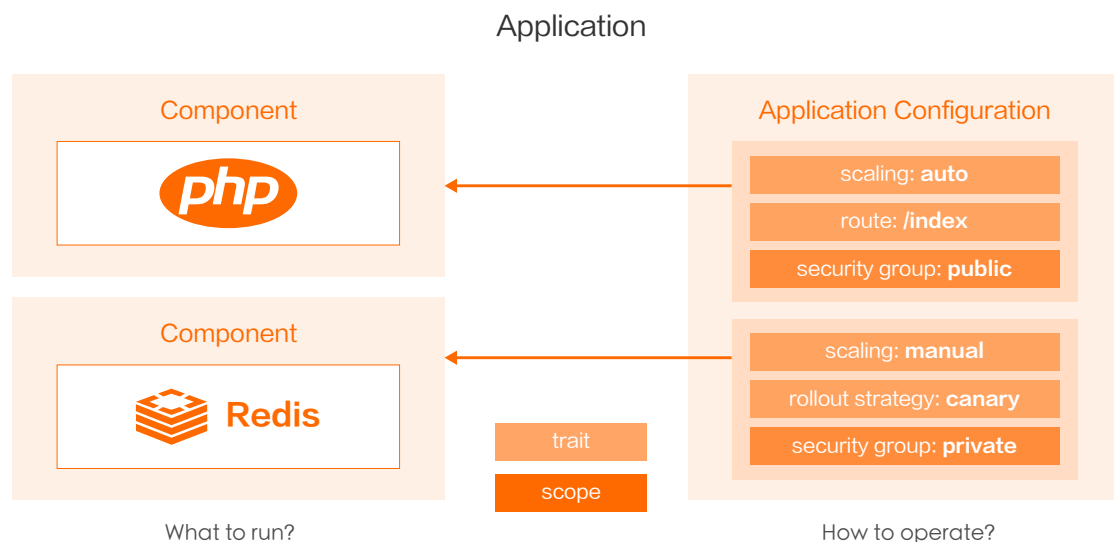 Application
Component
php
Component
Redis
trait
scope
What to run?
Application Configuration
scaling: auto
route: /index
security group: public
scaling: manual
rollout strategy: canary
security group: private
How to operate?